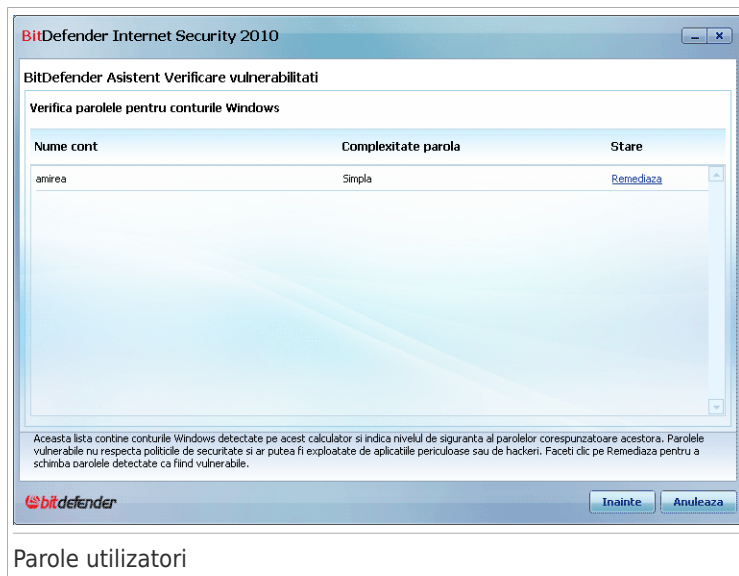 BitDefender Internet Security 2010
BitDefender Asistent Verificare vulnerabilitati
Verifica parolele pentru conturile Windows
Nume cont Complexitate parola Stare
amirea Simpla Remediaza
Aceasta lista contine conturile Windows detectate pe acest calculator si indica nivelul de siguranta al parolelor corespunzatoare acestora. Parolele
vulnerabile nu respecta politicile de securitate si ar putea fi exploatate de aplicatiile periculoase sau de hackeri. Faceti clic pe Remediaza pentru a
schimba parolele detectate ca fiind vulnerabile.
bitdefender Inainte Anuleaza
Parole utilizatori